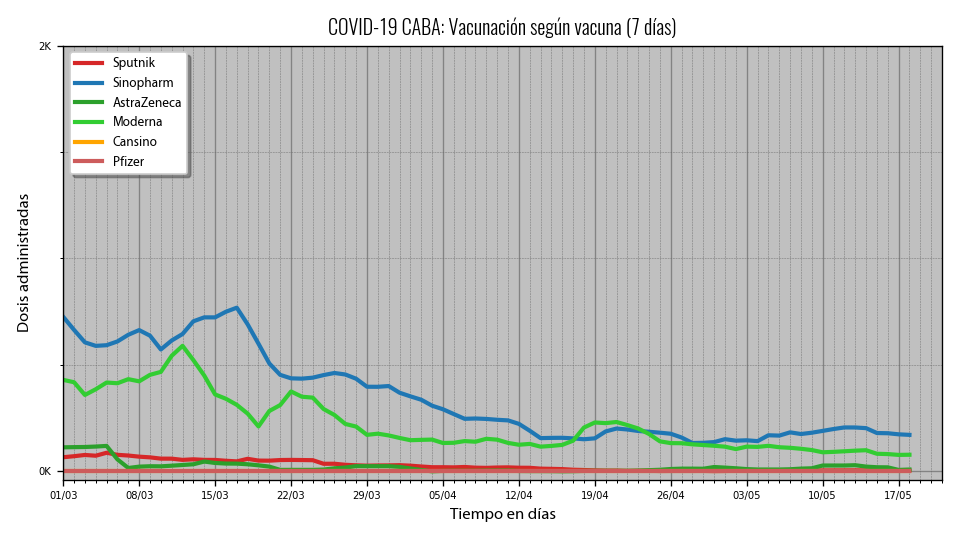 COVID-19 CABA: Vacunación según vacuna (7 días)
2K
Sputnik
Sinopharm
AstraZeneca
Moderna
Cansino
Pfizer
Dosis administradas
0K
01/03 08/03 15/03 22/03 29/03 05/04 12/04 19/04 26/04 03/05 10/05 17/05
Tiempo en días